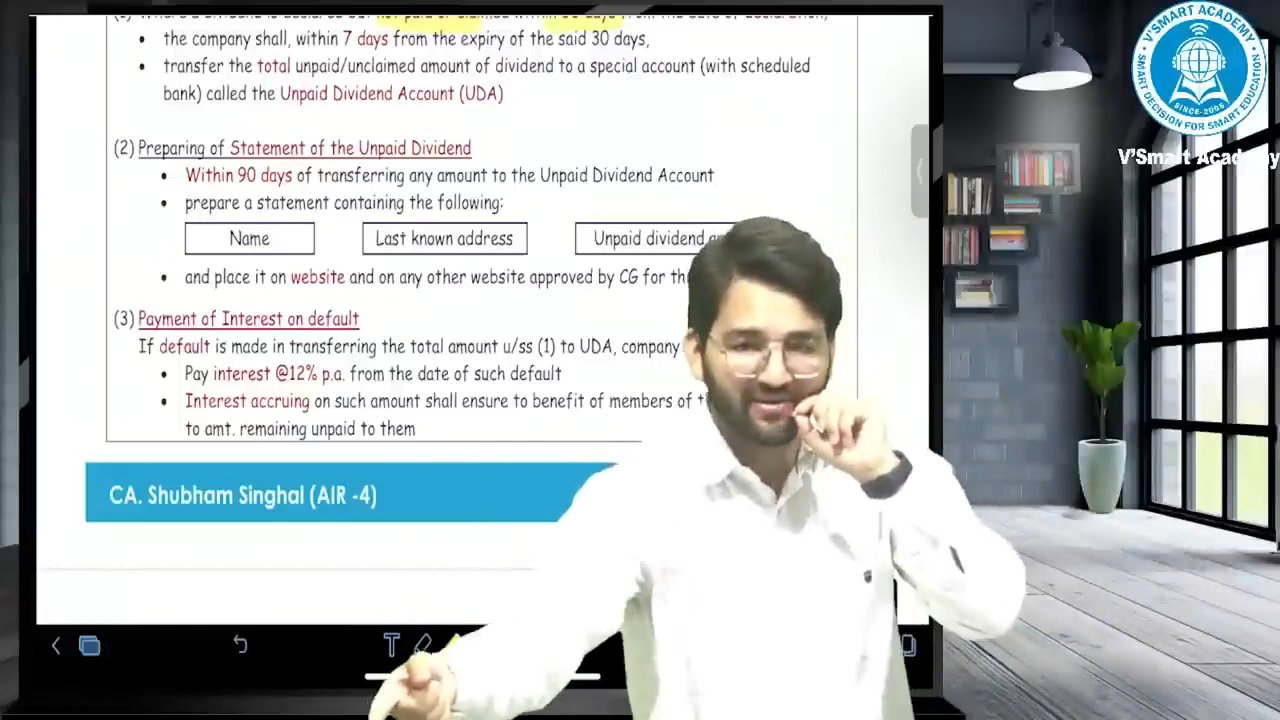 the company shall, within 7 days from the expiry of the said 30 days,
transfer the total unpaid/unclaimed amount of dividend to a special account (with scheduled
bank) called the Unpaid Dividend Account (UDA)
(2) Preparing of Statement of the Unpaid Dividend
Within 90 days of transferring any amount to the Unpaid Dividend Account
prepare a statement containing the following:
Name Last known address Unpaid dividend
and place it on website and on any other website approved by CG for
(3) Payment of Interest on default
If default is made in transferring the total amount u/ss (1) to UDA, company
Pay interest @12% p.a. from the date of such default
Interest accruing on such amount shall ensure to benefit of members of
to amt. remaining unpaid to them
CA. Shubham Singhal (AIR -4)
V'SMART ACADEMY
SINCE-2005
SMART DECISION FOR SMART EDUCATION
V'Smart Academy
T